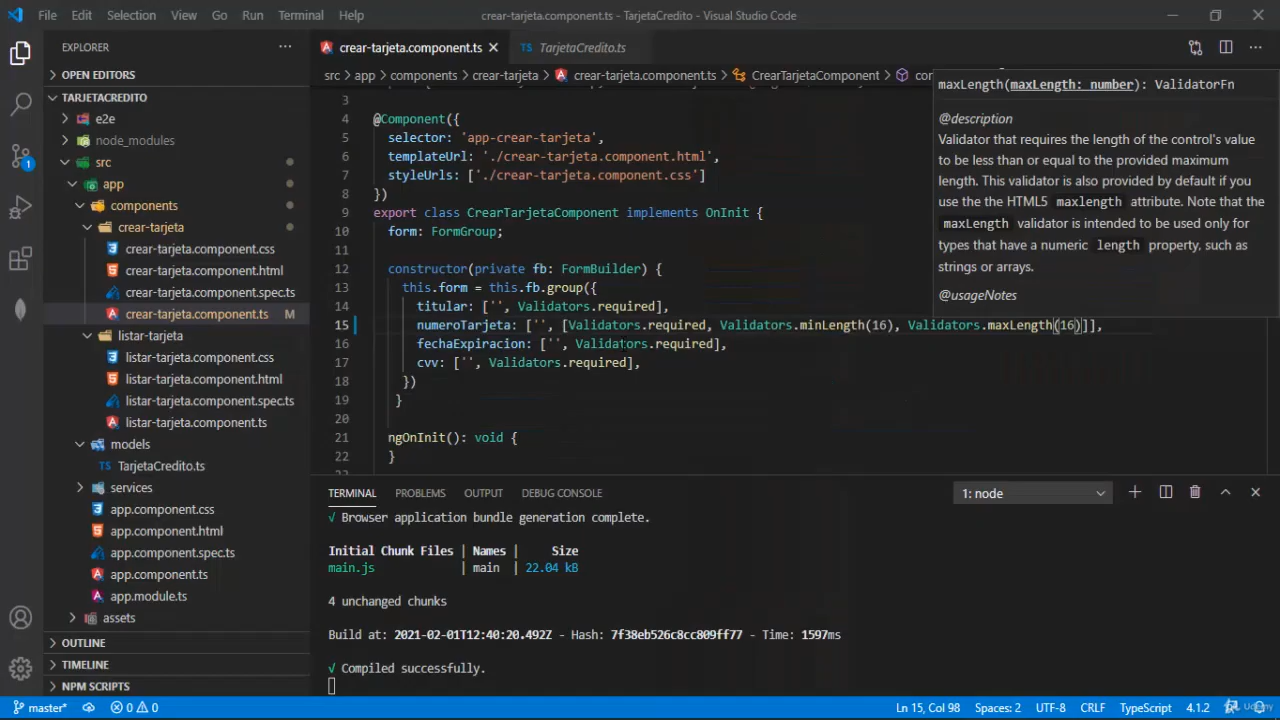 File Edit Selection View Go Run Terminal Help crear-tarjeta.component.ts - TarjetaCredito - Visual Studio Code
EXPLORER
OPEN EDITORS
TARJETACREDITO
e2e
node_modules
src
app
components
crear-tarjeta
crear-tarjeta.component.css
crear-tarjeta.component.html
crear-tarjeta.component.spec.ts
crear-tarjeta.component.ts M
listar-tarjeta
listar-tarjeta.component.css
listar-tarjeta.component.html
listar-tarjeta.component.spec.ts
listar-tarjeta.component.ts
models
TS TarjetaCredito.ts
services
app.component.css
app.component.html
app.component.spec.ts
app.component.ts
app.module.ts
assets
OUTLINE
TIMELINE
NPM SCRIPTS
crear-tarjeta.component.ts TS TarjetaCredito.ts
src > app > components > crear-tarjeta > crear-tarjeta.component.ts > CrearTarjetaComponent > con
3
4 @Component({
5 selector: 'app-crear-tarjeta',
6 templateUrl: './crear-tarjeta.component.html',
7 styleUrls: ['./crear-tarjeta.component.css']
8 })
9 export class CrearTarjetaComponent implements OnInit {
10 form: FormGroup;
11
12 constructor(private fb: FormBuilder) {
13 this.form = this.fb.group({
14 titular: ['', Validators.required],
15 numeroTarjeta: ['', [Validators.required, Validators.minLength(16), Validators.maxLength(16)]],
16 fechaExpiracion: ['', Validators.required],
17 cvv: ['', Validators.required],
18 })
19 }
20
21 ngOnInit(): void {
22 }
maxLength(maxLength: number): ValidatorFn
@description
Validator that requires the length of the control's value
to be less than or equal to the provided maximum
length. This validator is also provided by default if you
use the the HTML5 maxlength attribute. Note that the
maxLength validator is intended to be used only for
types that have a numeric length property, such as
strings or arrays.
@usageNotes
TERMINAL PROBLEMS OUTPUT DEBUG CONSOLE 1: node
√ Browser application bundle generation complete.
Initial Chunk Files | Names | Size
main.js | main | 22.04 kB
4 unchanged chunks
Build at: 2021-02-01T12:40:20.492Z - Hash: 7f38eb526c8cc809ff77 - Time: 1597ms
√ Compiled successfully.
master* 0 0 Ln 15, Col 98 Spaces: 2 UTF-8 CRLF TypeScript 4.1.2
Udemy